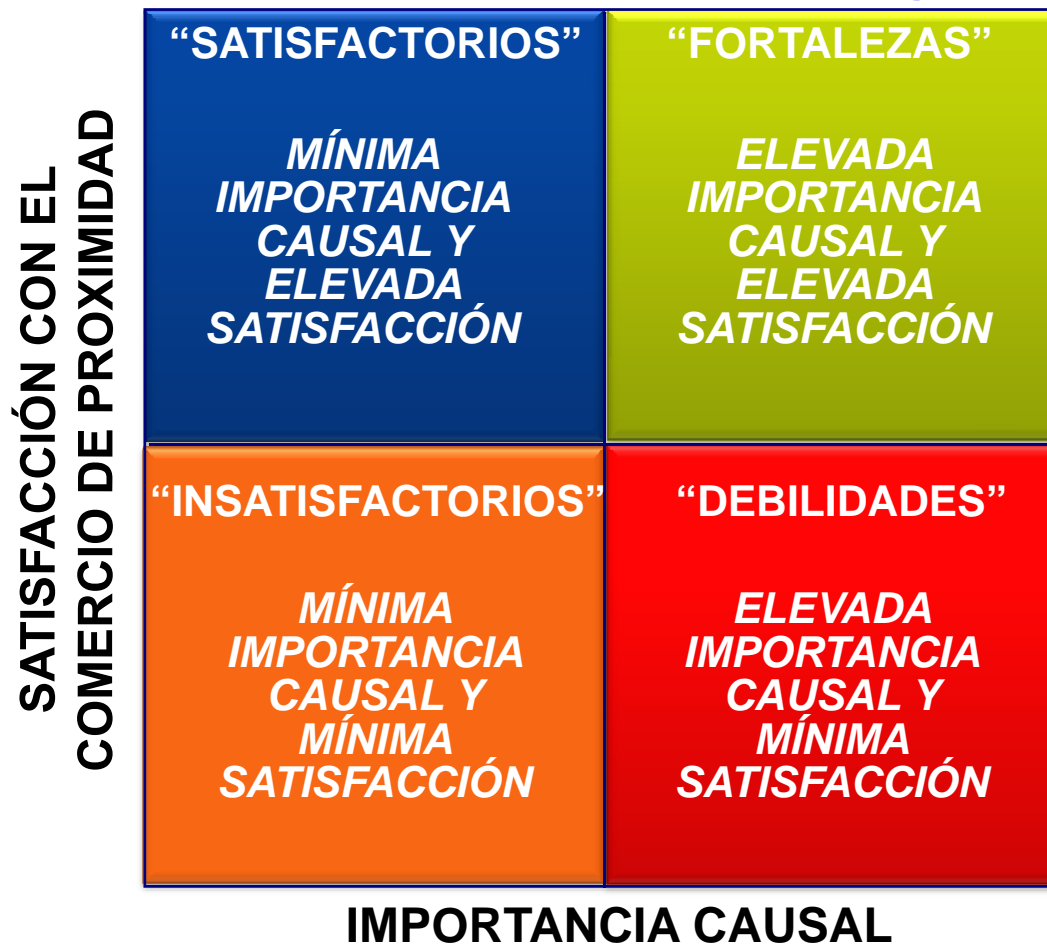 “SATISFACTORIOS”
MÍNIMA
IMPORTANCIA
CAUSAL Y
ELEVADA
SATISFACCIÓN
“FORTALEZAS”
ELEVADA
IMPORTANCIA
CAUSAL Y
ELEVADA
SATISFACCIÓN
SATISFACCIÓN CON EL
COMERCIO DE PROXIMIDAD
“INSATISFACTORIOS”
MÍNIMA
IMPORTANCIA
CAUSAL Y
MÍNIMA
SATISFACCIÓN
“DEBILIDADES”
ELEVADA
IMPORTANCIA
CAUSAL Y
MÍNIMA
SATISFACCIÓN
IMPORTANCIA CAUSAL